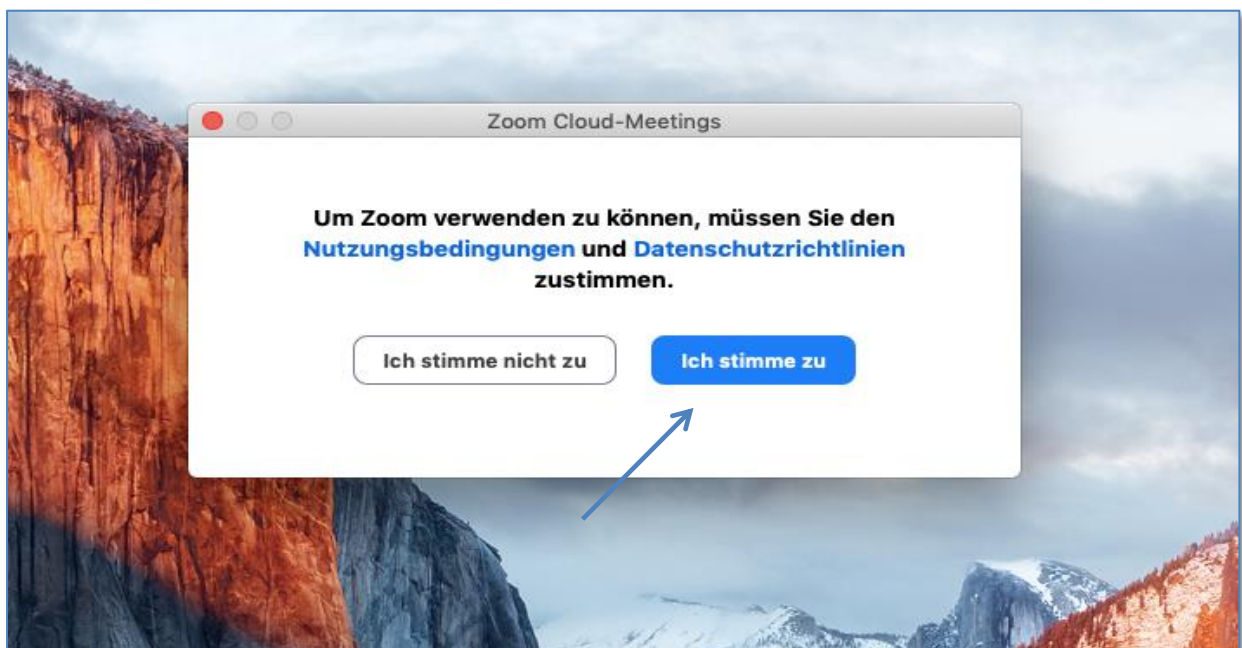 Zoom Cloud-Meetings
Um Zoom verwenden zu können, müssen Sie den
Nutzungsbedingungen und Datenschutzrichtlinien
zustimmen.
Ich stimme nicht zu
Ich stimme zu